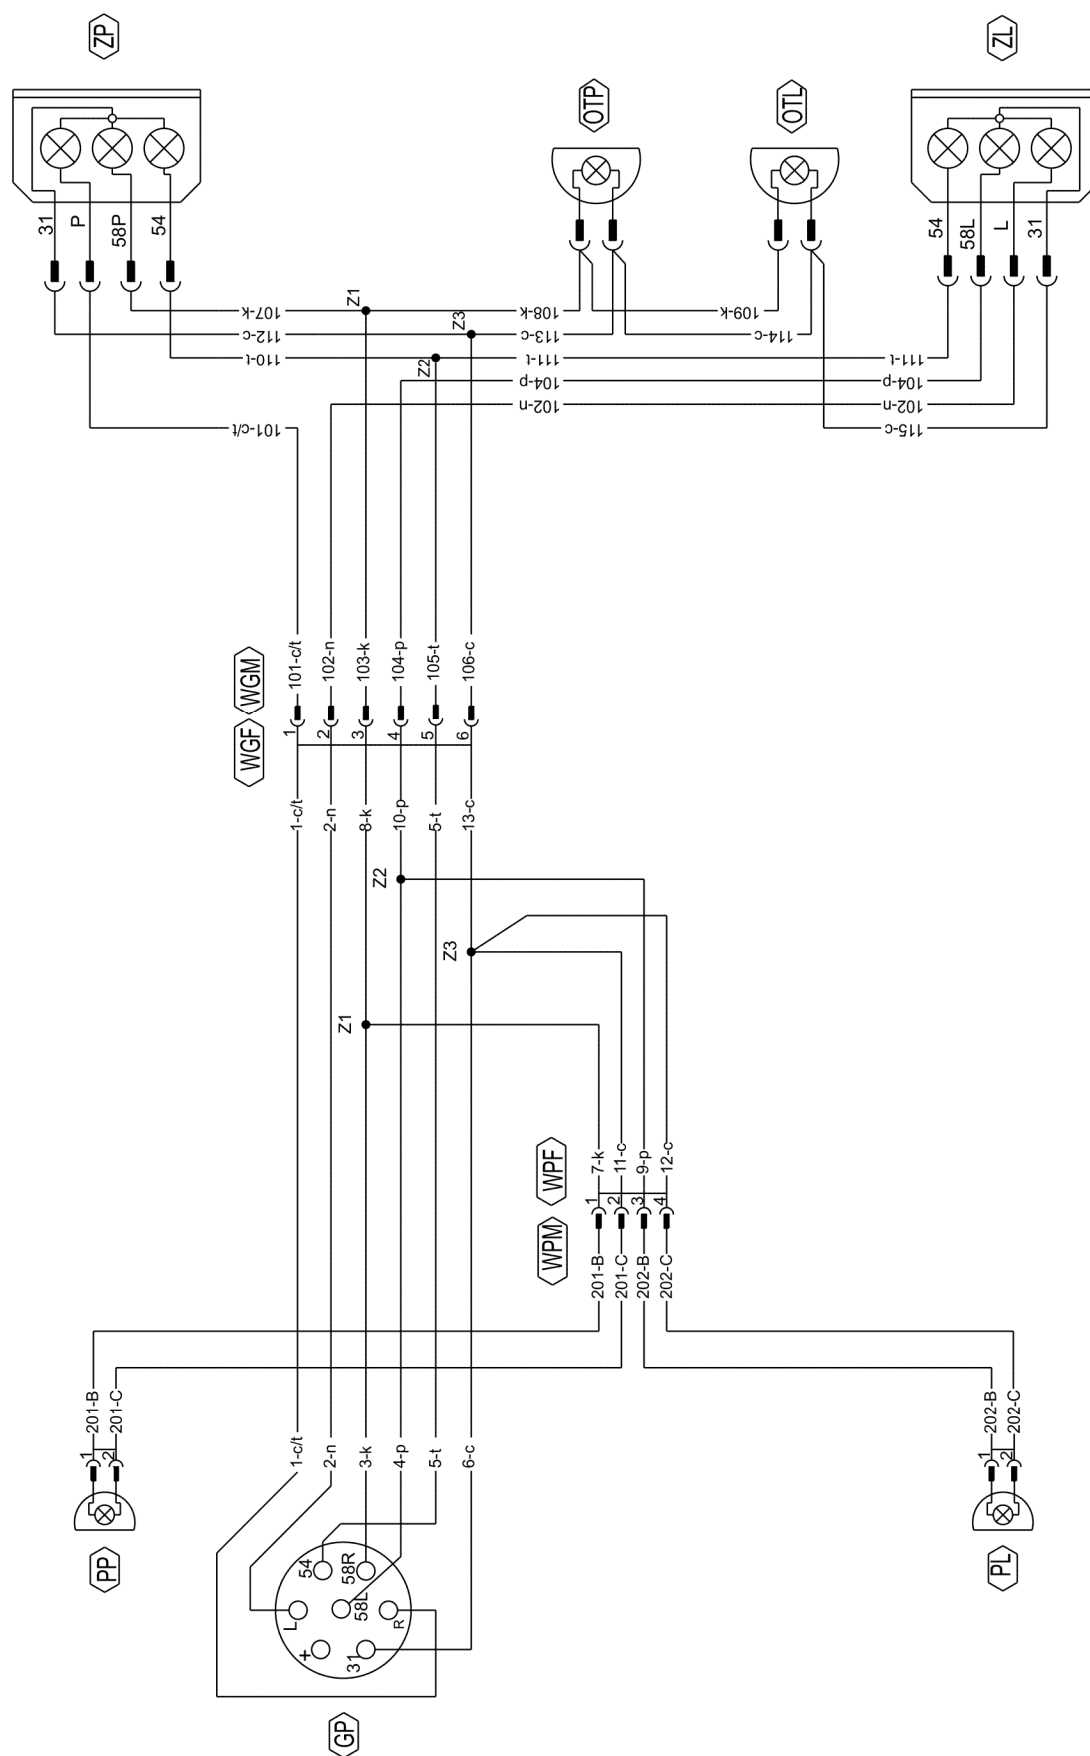 ZP
ZL
OTP
OTL
31
P
58P
54
54
58L
L
31
107-k
Z1
108-k
109-k
112-c
Z3
113-c
114-c
110-t
Z2
111-t
111-t
104-p
104-p
102-n
102-n
101-c/t
115-c
WGM
101-c/t
102-n
103-k
104-p
105-t
106-c
WGF
1
2
3
4
5
6
1-c/t
2-n
8-k
10-p
5-t
13-c
Z2
Z3
Z1
WPF
7-k
11-c
9-p
12-c
1
2
3
4
WPM
201-B
201-C
202-B
202-C
201-B
201-C
202-B
202-C
1
2
1
2
1-c/t
2-n
3-k
4-p
5-t
6-c
PP
PL
54
58R
L
58L
R
+
31
GP